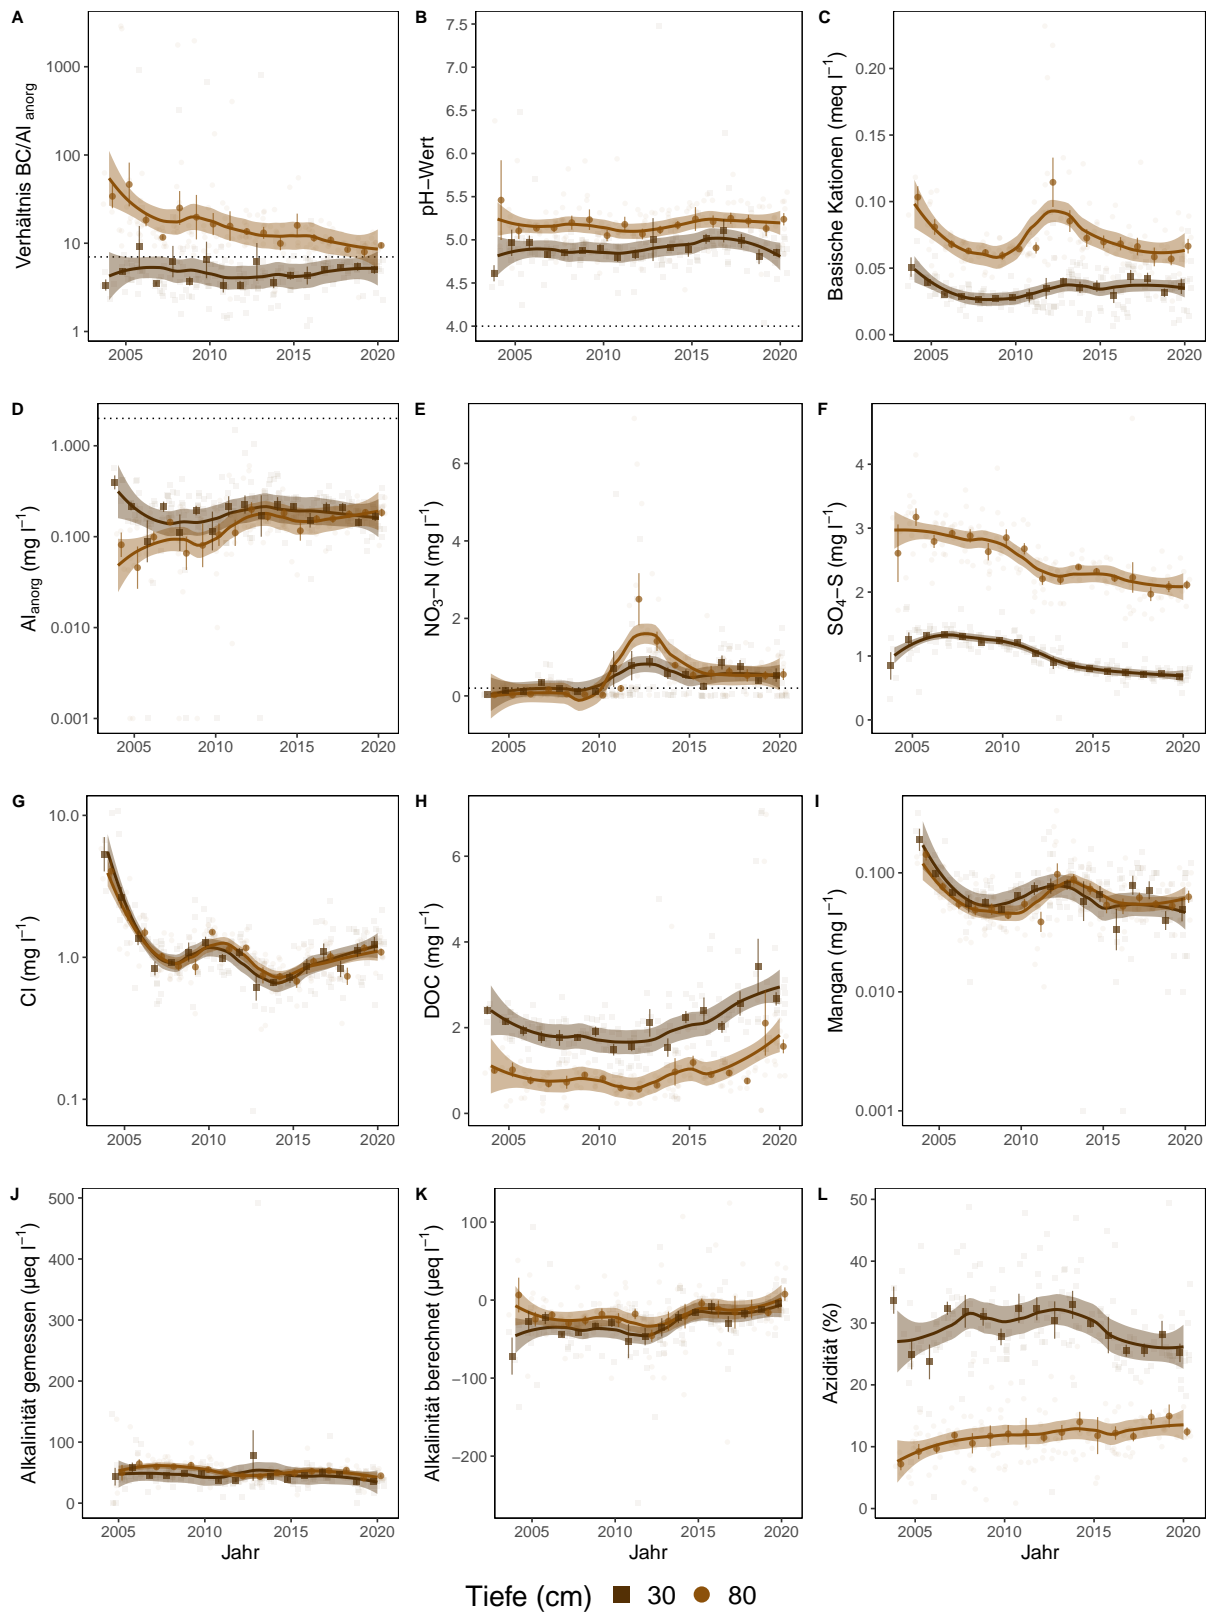 A
Verhältnis BC/Al anorg
1000
100
10
1
2005 2010 2015 2020
B
pH−Wert
7.5
7.0
6.5
6.0
5.5
5.0
4.5
4.0
2005 2010 2015 2020
C
Basische Kationen (meq l⁻¹)
0.20
0.15
0.10
0.05
0.00
2005 2010 2015 2020
D
Al anorg (mg l⁻¹)
1.000
0.100
0.010
0.001
2005 2010 2015 2020
E
NO₃−N (mg l⁻¹)
6
4
2
0
2005 2010 2015 2020
F
SO₄−S (mg l⁻¹)
4
3
2
1
0
2005 2010 2015 2020
G
Cl (mg l⁻¹)
10.0
1.0
0.1
2005 2010 2015 2020
H
DOC (mg l⁻¹)
6
4
2
0
2005 2010 2015 2020
I
Mangan (mg l⁻¹)
0.100
0.010
0.001
2005 2010 2015 2020
J
Alkalinität gemessen (µeq l⁻¹)
500
400
300
200
100
0
2005 2010 2015 2020
Jahr
K
Alkalinität berechnet (µeq l⁻¹)
100
0
−100
−200
2005 2010 2015 2020
Jahr
L
Azidität (%)
50
40
30
20
10
0
2005 2010 2015 2020
Jahr
Tiefe (cm) 30 80